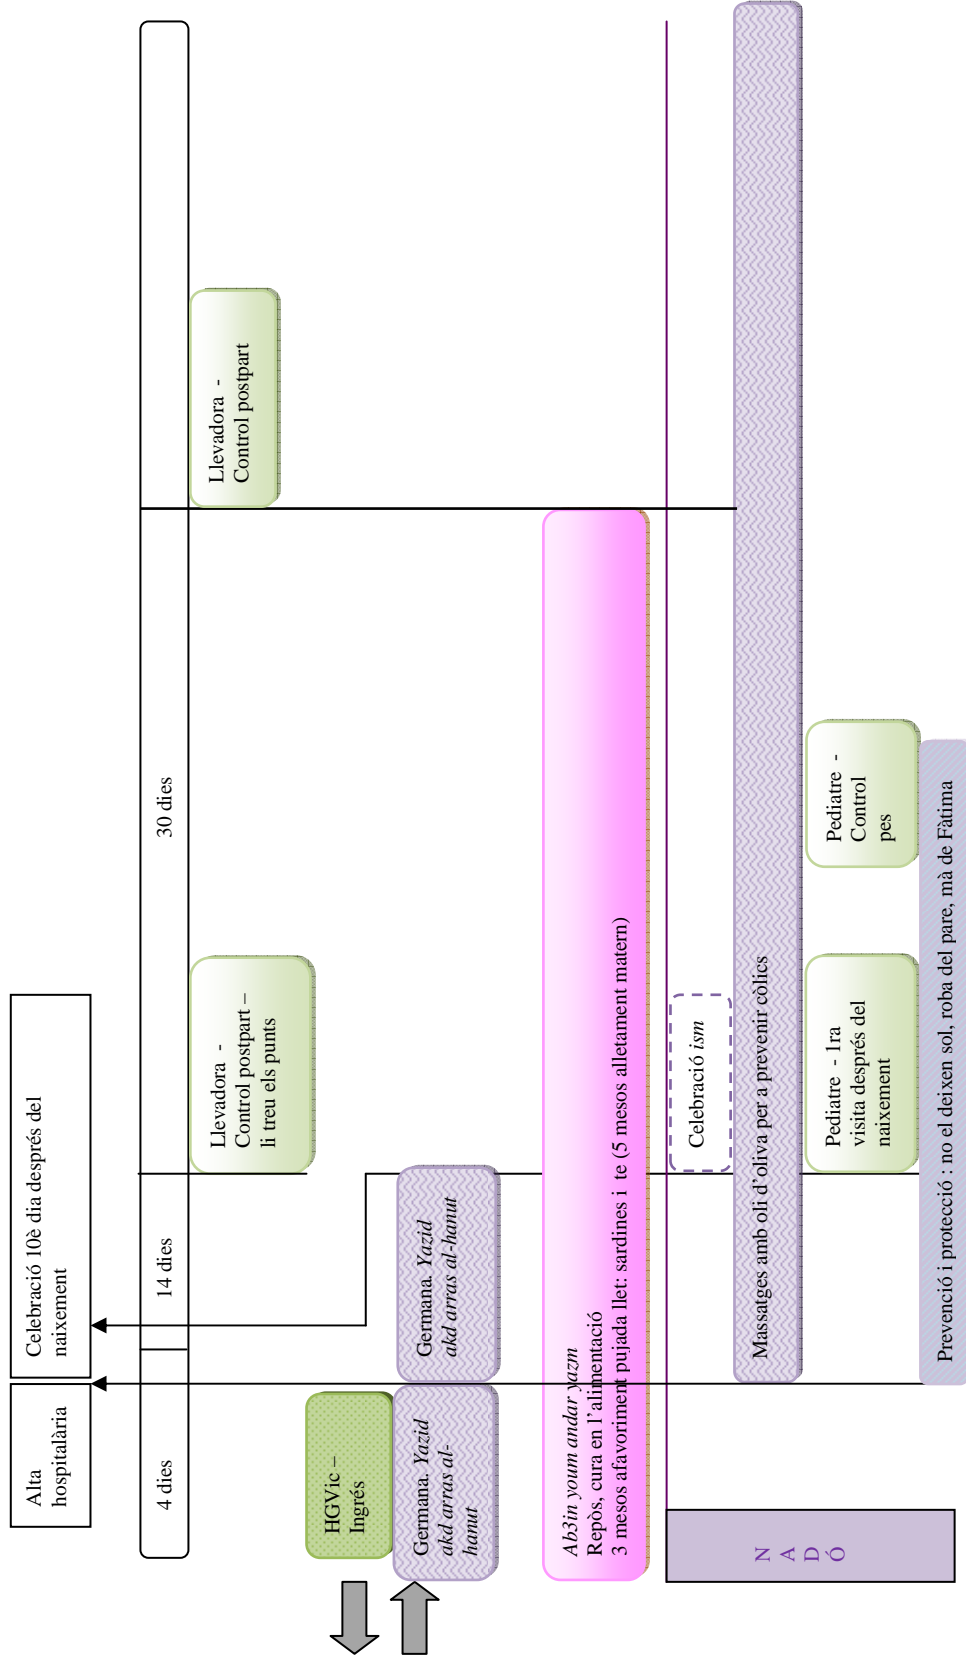 Alta
hospitalària
Celebració 10è dia després del
naixement
4 dies
14 dies
30 dies
Llevadora -
Control postpart –
li treu els punts
Llevadora -
Control postpart
HGVic –
Ingrés
Germana. Yazid
akd arras al-
hanut
Germana. Yazid
akd arras al-hanut
Ab3in youm andar yazm
Repòs, cura en l'alimentació
3 mesos afavoriment pujada llet: sardines i te (5 mesos alletament matern)
N
A
D
Ó
Celebració ism
Massatges amb oli d'oliva per a prevenir còlics
Pediatre - 1ra
visita després del
naixement
Pediatre -
Control
pes
Prevenció i protecció : no el deixen sol, roba del pare, mà de Fàtima